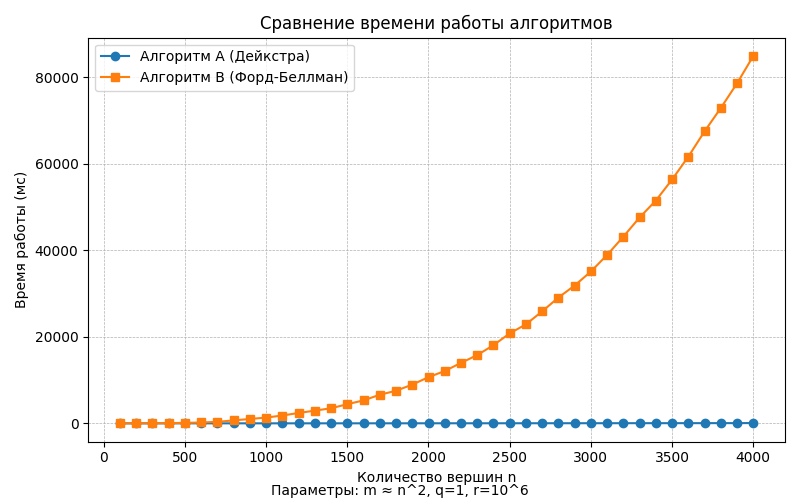 Сравнение времени работы алгоритмов
Алгоритм A (Дейкстра)
Алгоритм B (Форд-Беллман)
Время работы (мс)
80000
60000
40000
20000
0
0 500 1000 1500 2000 2500 3000 3500 4000
Количество вершин n
Параметры: m ≈ n^2, q=1, r=10^6